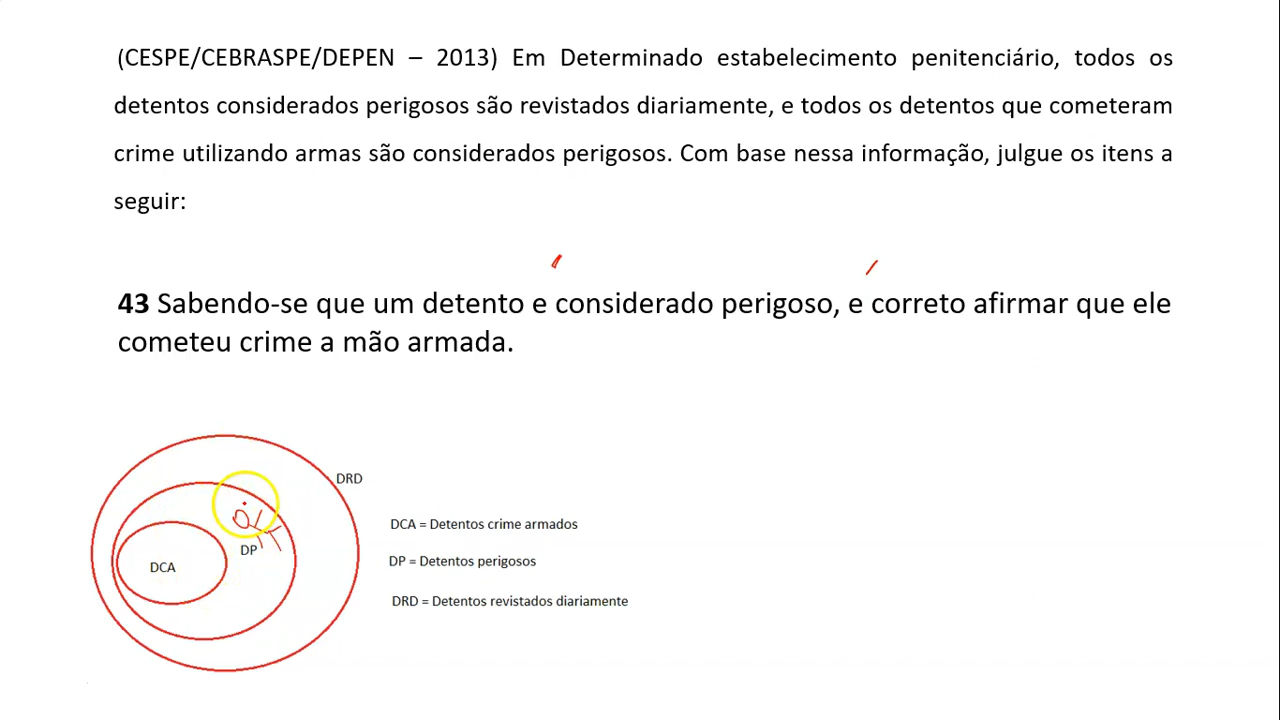 (CESPE/CEBRASPE/DEPEN – 2013) Em Determinado estabelecimento penitenciário, todos os
detentos considerados perigosos são revistados diariamente, e todos os detentos que cometeram
crime utilizando armas são considerados perigosos. Com base nessa informação, julgue os itens a
seguir:
43 Sabendo-se que um detento e considerado perigoso, e correto afirmar que ele
cometeu crime a mão armada.
DRD
DCA = Detentos crime armados
DP
DP = Detentos perigosos
DCA
DRD = Detentos revistados diariamente